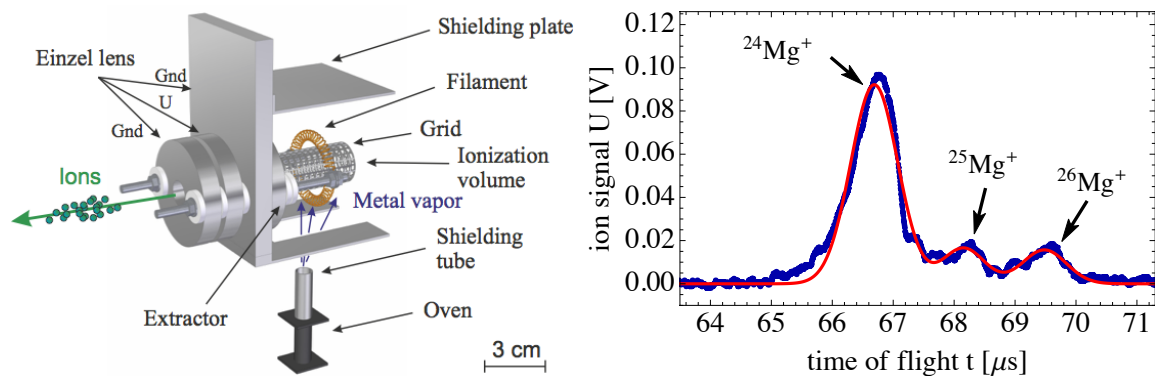 Shielding plate
Einzel lens
Gnd
U
Gnd
Filament
Grid
Ionization
volume
Ions
Metal vapor
Shielding
tube
Extractor
Oven
3 cm
ion signal U [V]
0.10
0.08
0.06
0.04
0.02
0.00
²⁴Mg⁺
²⁵Mg⁺
²⁶Mg⁺
64 65 66 67 68 69 70 71
time of flight t [μs]